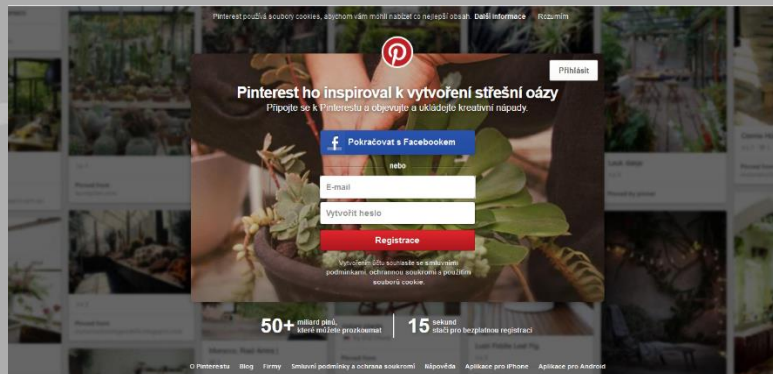 Pinterest používá soubory cookies, abychom vám mohli nabízet co nejlepší obsah. Další informace Rozumím
Přihlásit
Pinterest ho inspiroval k vytvoření střešní oázy
Připojte se k Pinterestu a objevujte a ukládejte kreativní nápady.
Pokračovat s Facebookem
nebo
E-mail
Vytvořit heslo
Registrace
Vytvořením účtu souhlasíte se smluvními
podmínkami, ochrannou soukromí a použitím
souborů cookie.
50+ miliard pinů,
které můžete prozkoumat
15 sekund
stačí pro bezplatnou registraci
O Pinterestu Blog Firmy Smluvní podmínky a ochrana soukromí Nápověda Aplikace pro iPhone Aplikace pro Android